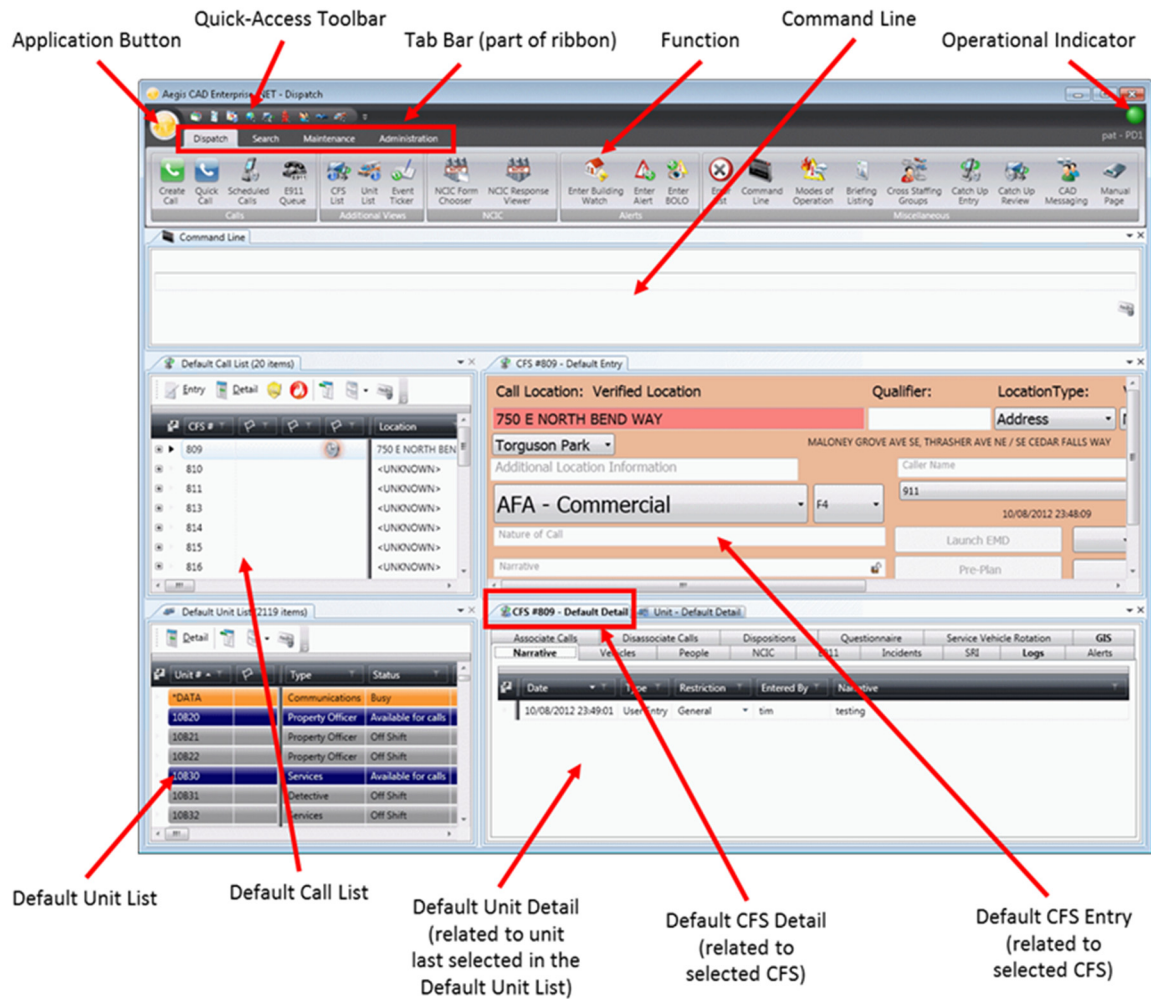 Quick-Access Toolbar
Command Line
Application Button
Tab Bar (part of ribbon)
Function
Operational Indicator
Aegis CAD Enterprise .NET - Dispatch
Dispatch Search Maintenance Administration
pat - PD1
Create Call
Quick Call
Scheduled Calls
E911 Queue
CFS List
Unit List
Event Ticker
NCIC Form Chooser
NCIC Response Viewer
Enter Building Watch
Enter Alert
Enter BOLO
Command Line
Modes of Operation
Briefing Listing
Cross Staffing Groups
Catch Up Entry
Catch Up Review
CAD Messaging
Manual Page
Calls
Additional Views
NCIC
Alerts
Miscellaneous
Command Line
Default Call List (20 items)
Entry Detail
CFS # Location
809 750 E NORTH BEN
810 <UNKNOWN>
811 <UNKNOWN>
813 <UNKNOWN>
814 <UNKNOWN>
815 <UNKNOWN>
816 <UNKNOWN>
CFS #809 - Default Entry
Call Location: Verified Location Qualifier: LocationType:
750 E NORTH BEND WAY Address
Torguson Park MALONEY GROVE AVE SE, THRASHER AVE NE / SE CEDAR FALLS WAY
Additional Location Information Caller Name
AFA - Commercial F4 911
10/08/2012 23:48:09
Nature of Call Launch EMD
Narrative Pre-Plan
Default Unit List (2119 items)
Detail
Unit # Type Status
*DATA Communications Busy
10820 Property Officer Available for calls
10821 Property Officer Off Shift
10822 Property Officer Off Shift
10830 Services Available for calls
10831 Detective Off Shift
10832 Services Off Shift
CFS #809 - Default Detail Unit - Default Detail
Associate Calls Disassociate Calls Dispositions Questionnaire Service Vehicle Rotation GIS
Narrative Vehicles People NCIC E911 Incidents SRI Logs Alerts
Date Type Restriction Entered By Narrative
10/08/2012 23:49:01 User Entry General tim testing
Default Unit List
Default Call List
Default Unit Detail
(related to unit
last selected in the
Default Unit List)
Default CFS Detail
(related to
selected CFS)
Default CFS Entry
(related to
selected CFS)